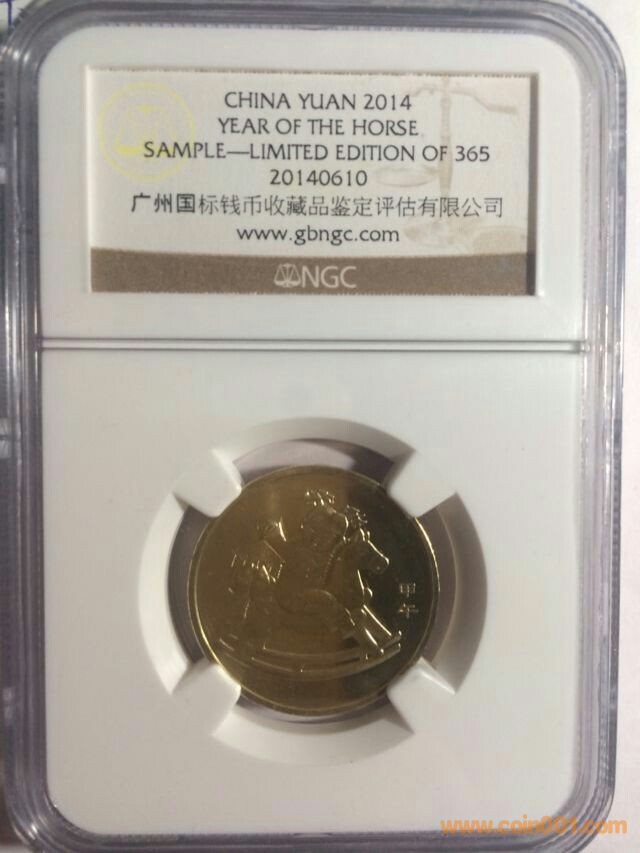 CHINA YUAN 2014
YEAR OF THE HORSE
SAMPLE—LIMITED EDITION OF 365
20140610
广州国标钱币收藏品鉴定评估有限公司
www.gbngc.com
NGC
甲午
www.coin001.com